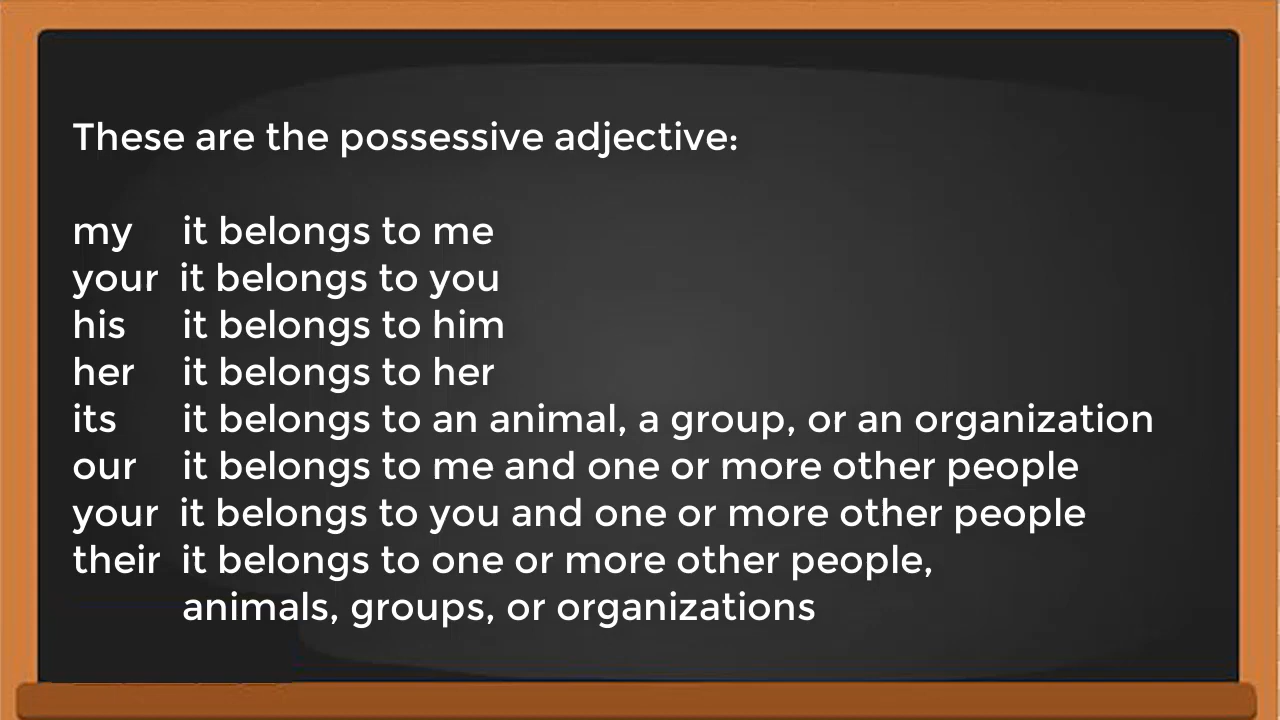 These are the possessive adjective:
my it belongs to me
your it belongs to you
his it belongs to him
her it belongs to her
its it belongs to an animal, a group, or an organization
our it belongs to me and one or more other people
your it belongs to you and one or more other people
their it belongs to one or more other people,
animals, groups, or organizations